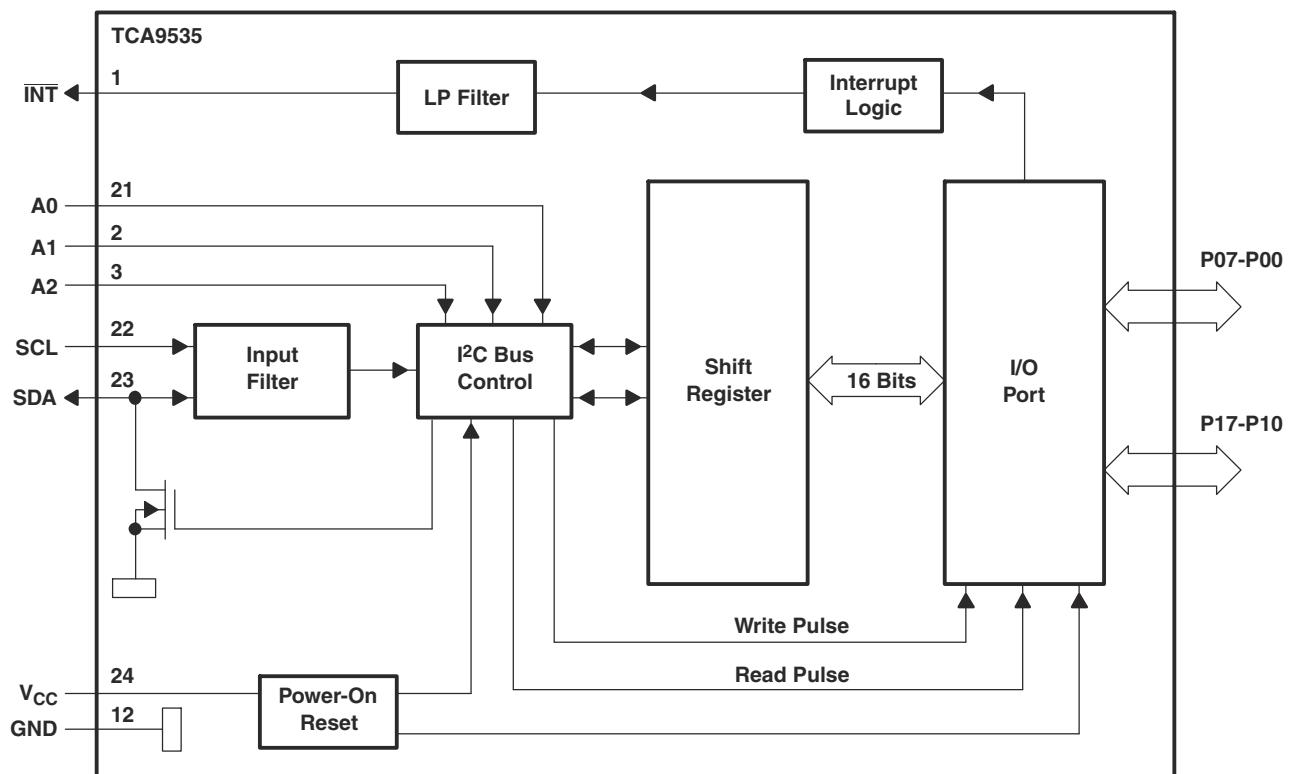 TCA9535
INT
1
LP Filter
Interrupt
Logic
A0
21
A1
2
A2
3
SCL
22
SDA
23
Input
Filter
I²C Bus
Control
Shift
Register
16 Bits
I/O
Port
P07-P00
P17-P10
Write Pulse
Read Pulse
VCC
24
GND
12
Power-On
Reset